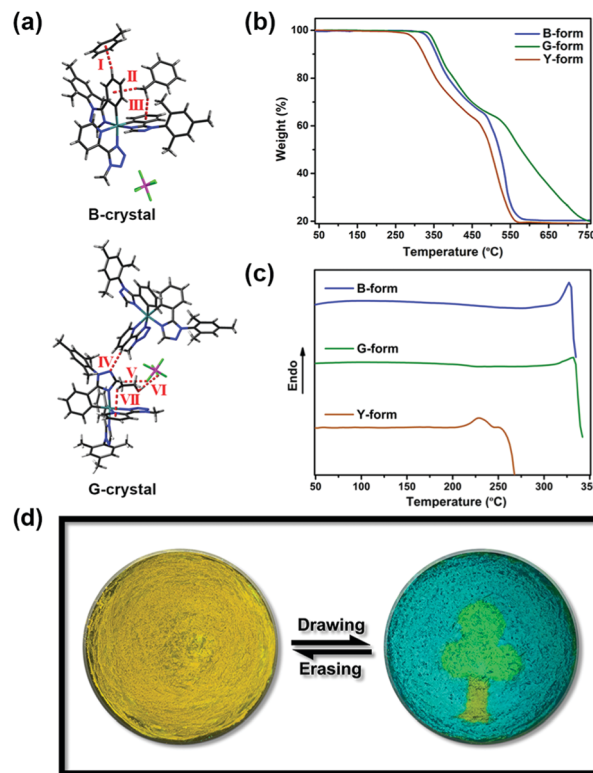 (a)
I
II
III
B-crystal
IV
V
VI
VII
G-crystal
(b)
B-form
G-form
Y-form
100
80
60
40
20
Weight (%)
50 150 250 350 450 550 650 750
Temperature (°C)
(c)
B-form
G-form
Y-form
Endo
50 100 150 200 250 300 350
Temperature (°C)
(d)
Drawing
Erasing